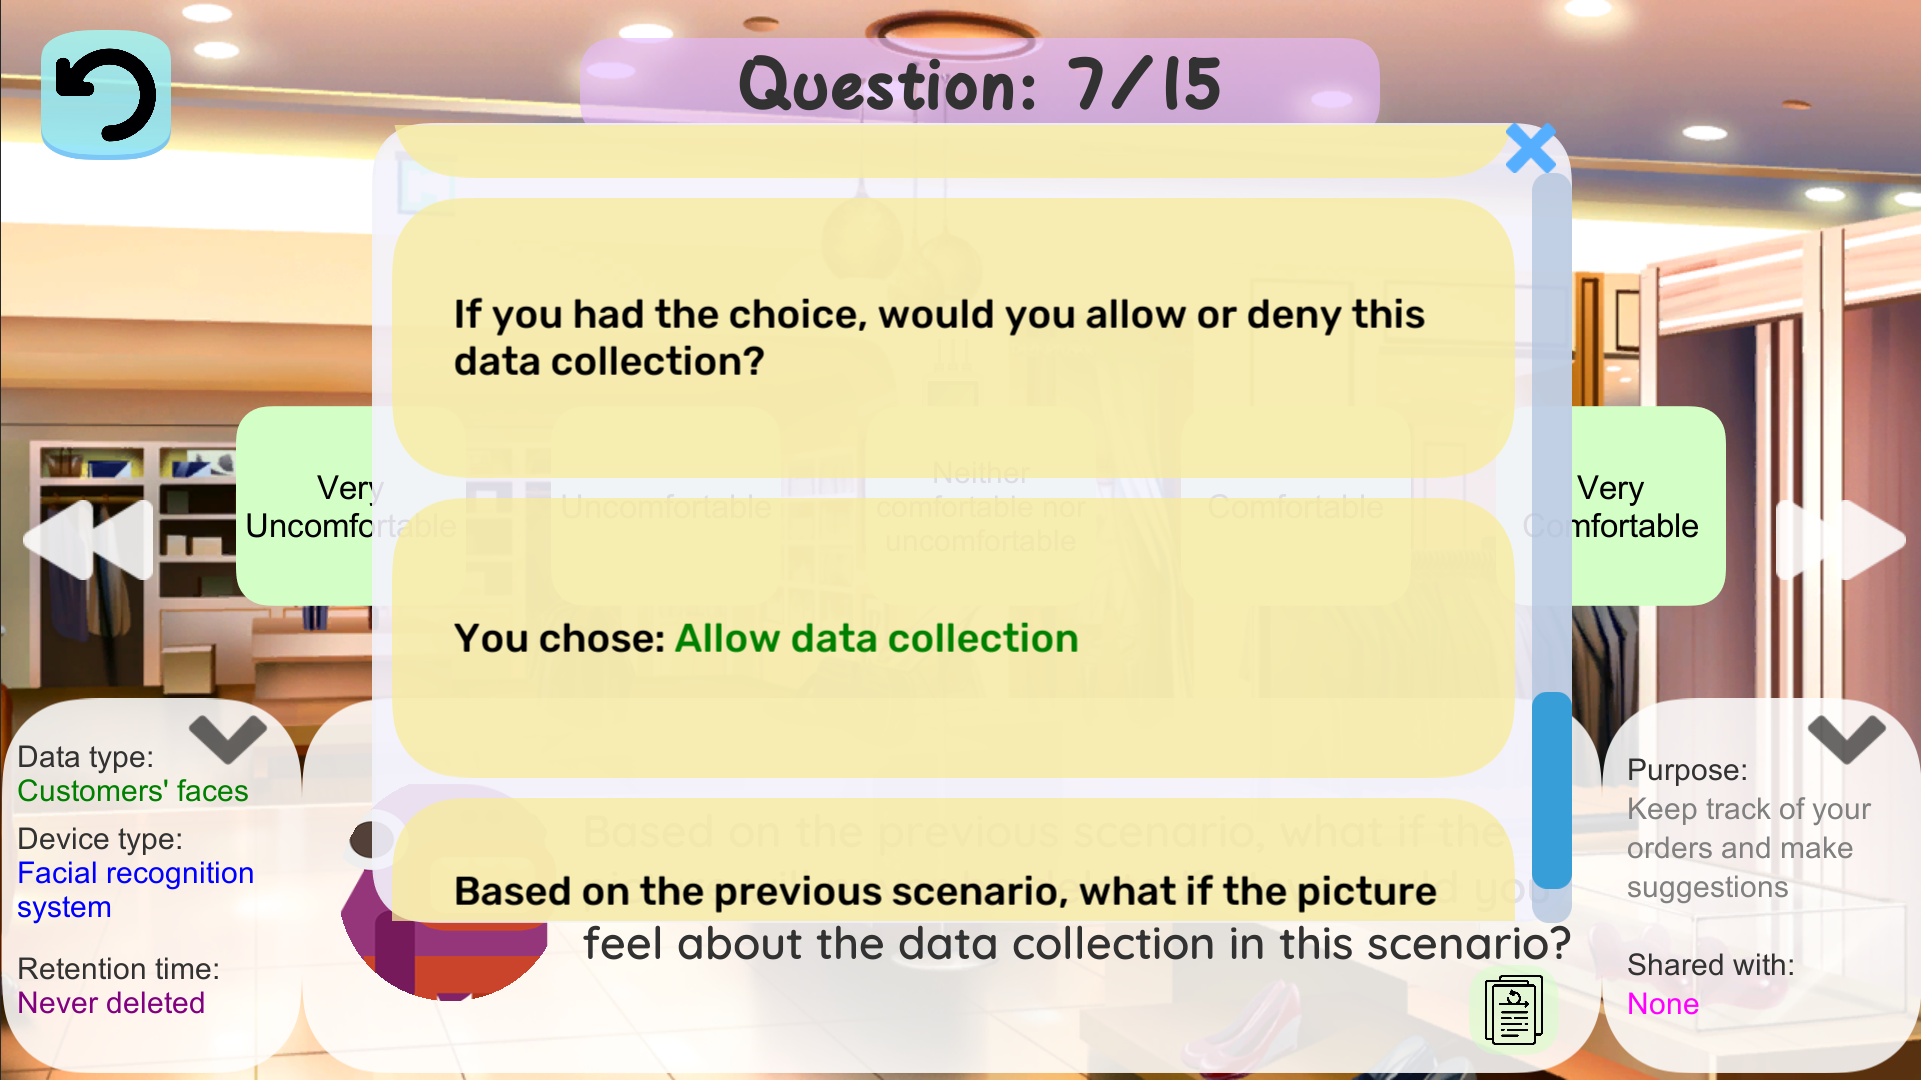 Question: 7/15
If you had the choice, would you allow or deny this
data collection?
Very
Uncomfortable
Uncomfortable
Neither
comfortable nor
uncomfortable
Comfortable
Very
Comfortable
You chose: Allow data collection
Based on the previous scenario, what if the picture
Based on the previous scenario, what if the
you
feel about the data collection in this scenario?
Data type:
Customers' faces
Device type:
Facial recognition
system
Retention time:
Never deleted
Purpose:
Keep track of your
orders and make
suggestions
Shared with:
None